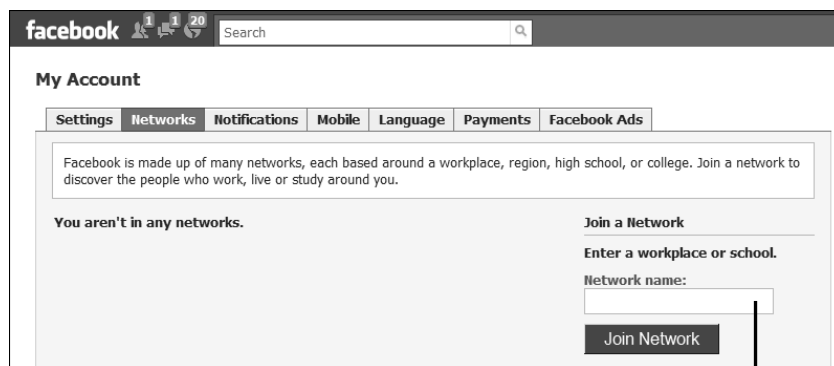 facebook 1 1 20 Search
My Account
Settings Networks Notifications Mobile Language Payments Facebook Ads
Facebook is made up of many networks, each based around a workplace, region, high school, or college. Join a network to
discover the people who work, live or study around you.
You aren't in any networks.
Join a Network
Enter a workplace or school.
Network name:
Join Network